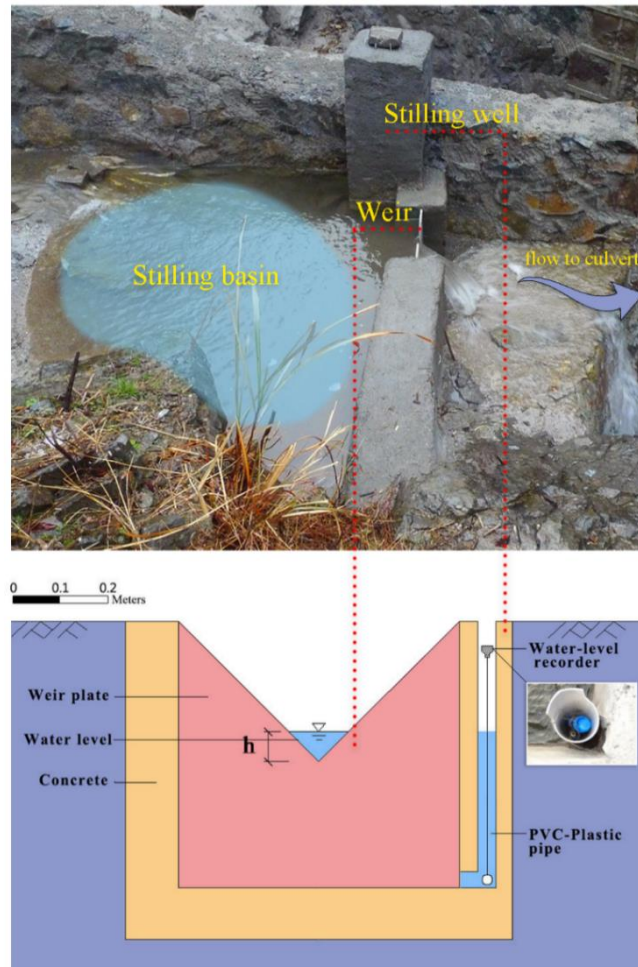 Stilling well
Weir
Stilling basin
flow to culvert
0 0.1 0.2
Meters
Water-level
recorder
Weir plate
Water level
h
Concrete
PVC-Plastic
pipe